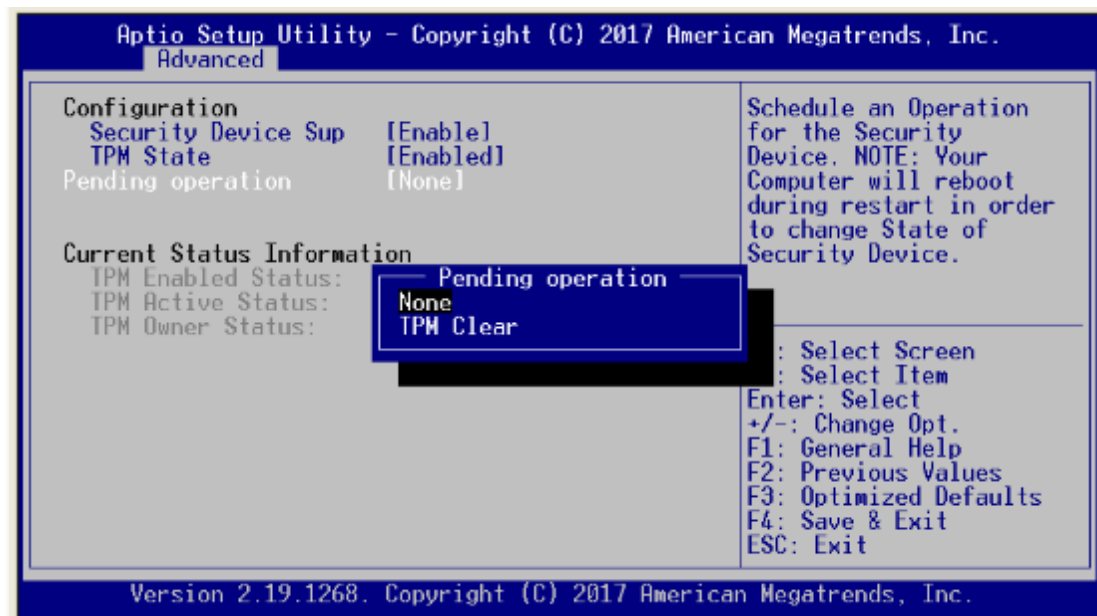 Aptio Setup Utility – Copyright (C) 2017 American Megatrends, Inc.
Advanced
Configuration
Security Device Sup [Enable]
TPM State [Enabled]
Pending operation [None]
Current Status Information
TPM Enabled Status:
TPM Active Status:
TPM Owner Status:
Pending operation
None
TPM Clear
Schedule an Operation
for the Security
Device. NOTE: Your
Computer will reboot
during restart in order
to change State of
Security Device.
: Select Screen
: Select Item
Enter: Select
+/-: Change Opt.
F1: General Help
F2: Previous Values
F3: Optimized Defaults
F4: Save & Exit
ESC: Exit
Version 2.19.1268. Copyright (C) 2017 American Megatrends, Inc.